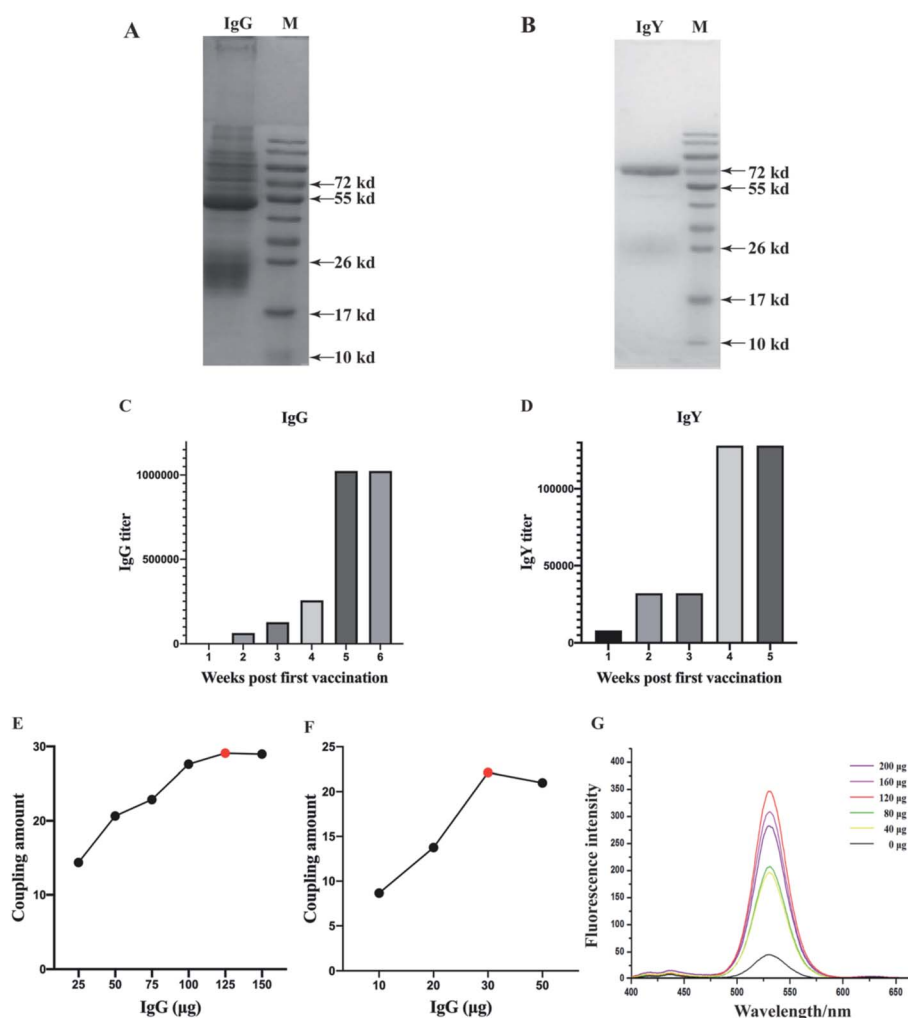 A
IgG M
72 kd
55 kd
26 kd
17 kd
10 kd
B
IgY M
72 kd
55 kd
26 kd
17 kd
10 kd
C
IgG
IgG titer
1000000
500000
0
1 2 3 4 5 6
Weeks post first vaccination
D
IgY
IgY titer
100000
50000
0
1 2 3 4 5
Weeks post first vaccination
E
Coupling amount
30
20
10
0
25 50 75 100 125 150
IgG (µg)
F
Coupling amount
25
20
15
10
5
0
10 20 30 50
IgG (µg)
G
Fluorescence intensity
400
350
300
250
200
150
100
50
0
400 450 500 550 600 650
Wavelength/nm
200 µg
160 µg
120 µg
80 µg
40 µg
0 µg